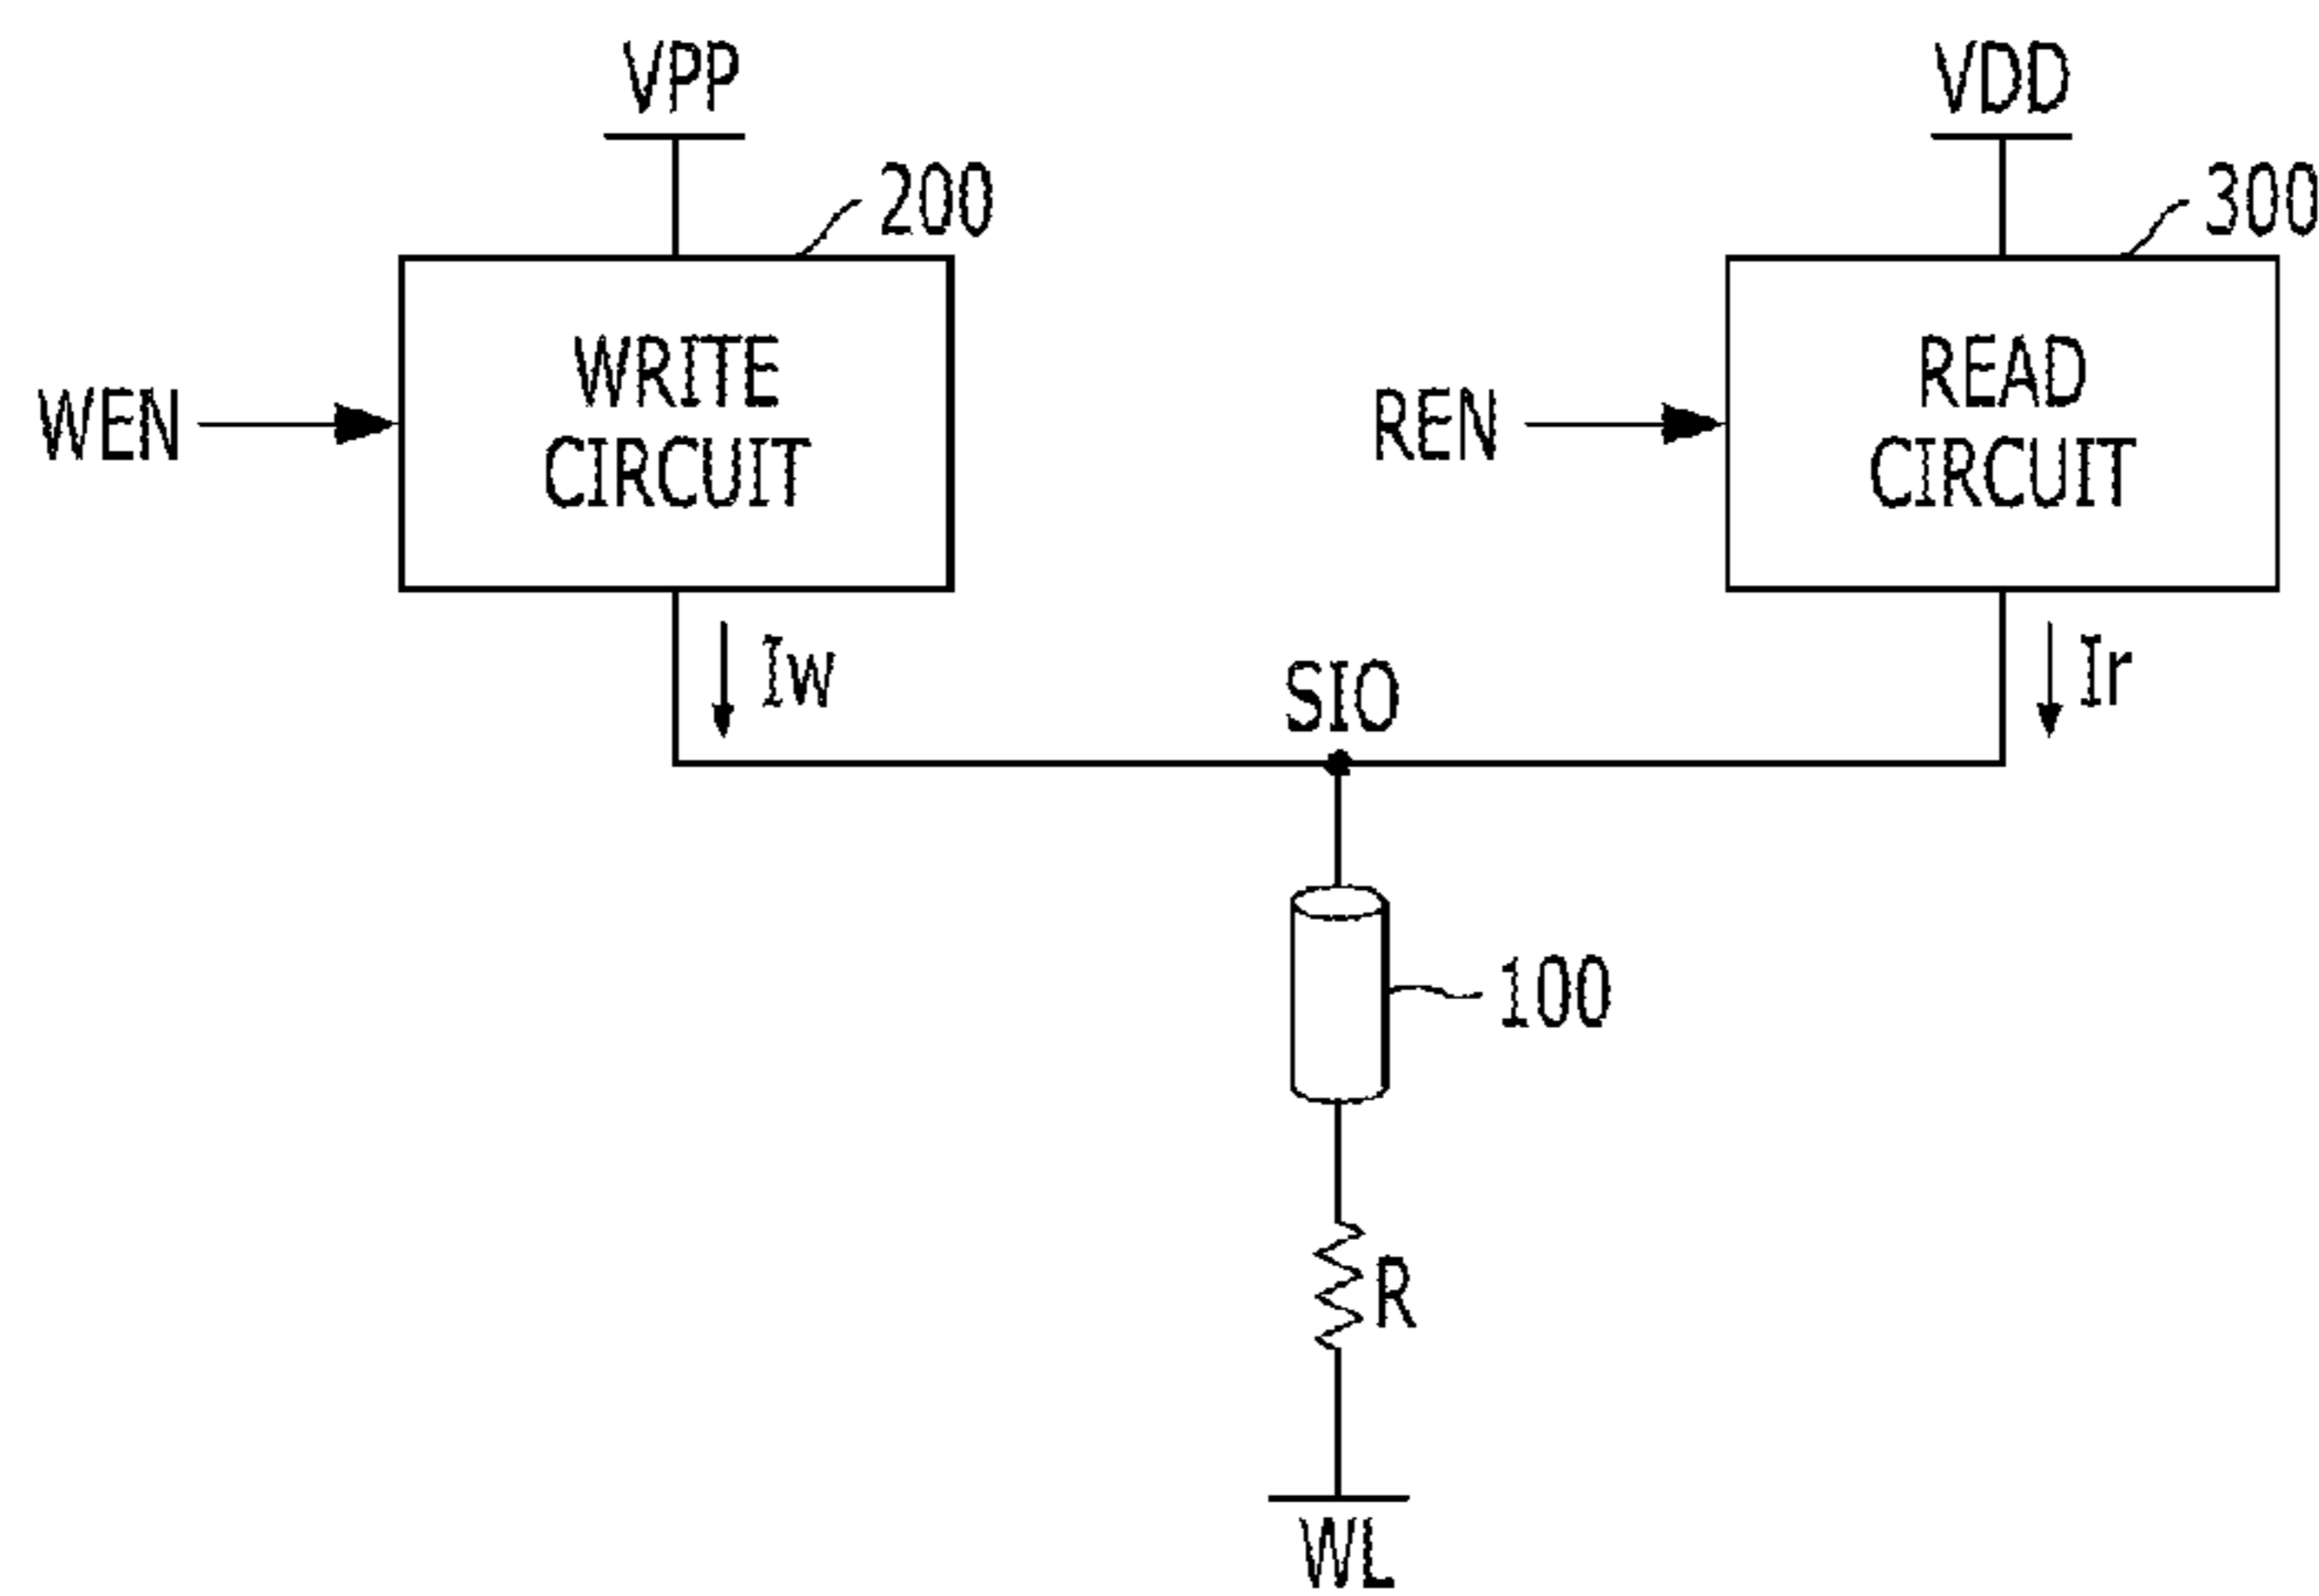 VPP
VDD
200
300
WRITE
CIRCUIT
WEN
READ
CIRCUIT
REN
Iw
SIO
Ir
100
R
WL